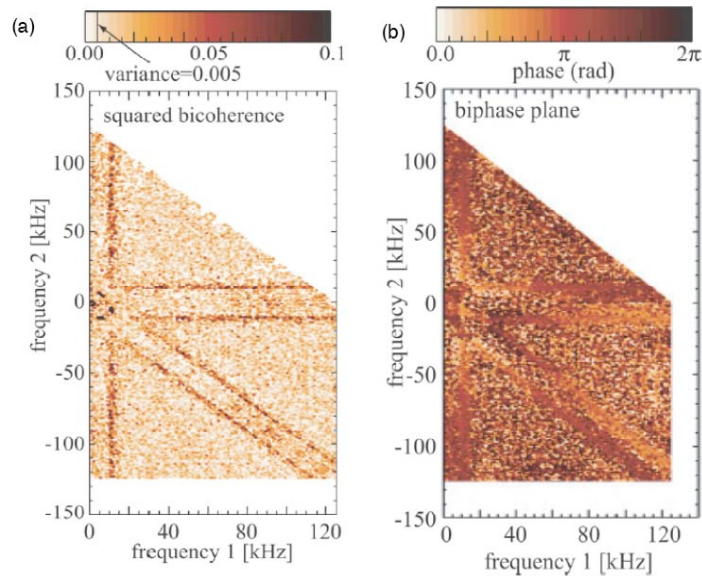 (a)
0.00 0.05 0.1
variance=0.005
squared bicoherence
150
100
50
0
-50
-100
-150
frequency 2 [kHz]
0 40 80 120
frequency 1 [kHz]
(b)
0.0 π 2π
phase (rad)
biphase plane
150
100
50
0
-50
-100
-150
frequency 2 [kHz]
0 40 80 120
frequency 1 [kHz]